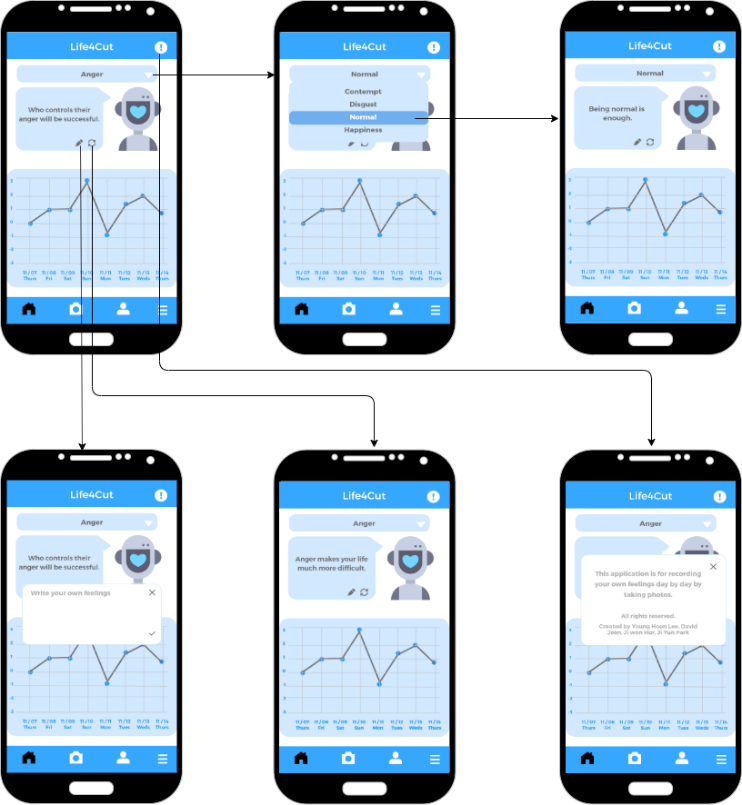 Life4Cut
Anger
Who controls their
anger will be successful.
11 / 07 11 / 08 11 / 09 11 / 10 11 / 11 11 / 12 11 / 13 11 / 14
Thurs Fri Sat Sun Mon Tues Weds Thurs
Life4Cut
Normal
Contempt
Disgust
Normal
Happiness
11 / 07 11 / 08 11 / 09 11 / 10 11 / 11 11 / 12 11 / 13 11 / 14
Thurs Fri Sat Sun Mon Tues Weds Thurs
Life4Cut
Normal
Being normal is
enough.
11 / 07 11 / 08 11 / 09 11 / 10 11 / 11 11 / 12 11 / 13 11 / 14
Thurs Fri Sat Sun Mon Tues Weds Thurs
Life4Cut
Anger
Who controls their
anger will be successful.
Write your own feelings
11 / 07 11 / 08 11 / 09 11 / 10 11 / 11 11 / 12 11 / 13 11 / 14
Thurs Fri Sat Sun Mon Tues Weds Thurs
Life4Cut
Anger
Anger makes your life
much more difficult.
11 / 07 11 / 08 11 / 09 11 / 10 11 / 11 11 / 12 11 / 13 11 / 14
Thurs Fri Sat Sun Mon Tues Weds Thurs
Life4Cut
Anger
This application is for recording
your own feelings day by day by
taking photos.
All rights reserved.
Created by Young Hoon Lee, David
Jeon, Ji won Hur, Ji Yun Park
11 / 07 11 / 08 11 / 09 11 / 10 11 / 11 11 / 12 11 / 13 11 / 14
Thurs Fri Sat Sun Mon Tues Weds Thurs